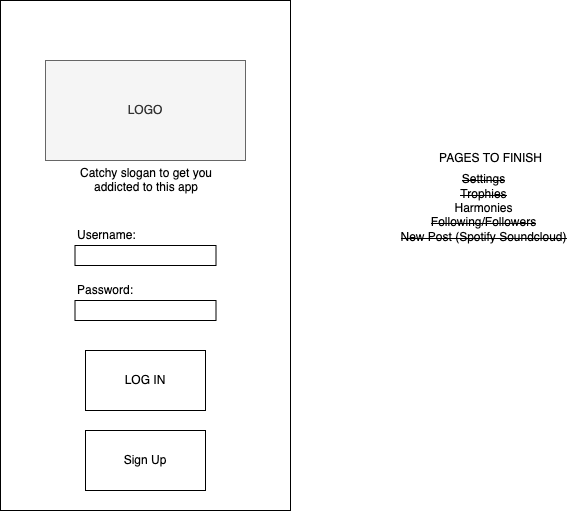 LOGO
Catchy slogan to get you
addicted to this app
Username:
Password:
LOG IN
Sign Up
PAGES TO FINISH
Settings
Trophies
Harmonies
Following/Followers
New Post (Spotify Soundcloud)